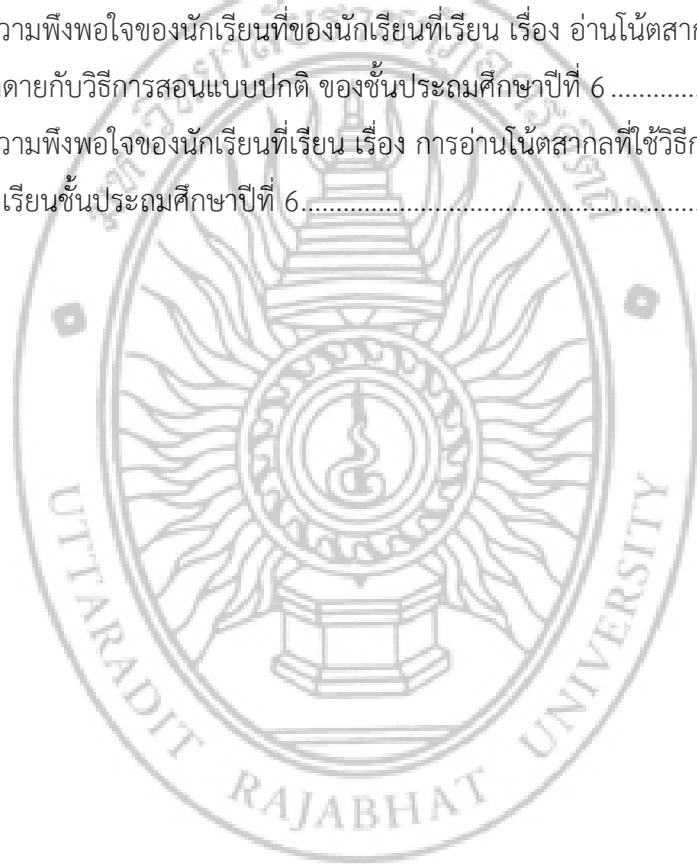 วามพึงพอใจของนักเรียนที่ของนักเรียนที่เรียน เรื่อง อ่านโน้ตสาก
ดายกับวิธีการสอนแบบปกติ ของชั้นประถมศึกษาปีที่ 6
วามพึงพอใจของนักเรียนที่เรียน เรื่อง การอ่านโน้ตสากลที่ใช้วิธีก
เรียนชั้นประถมศึกษาปีที่ 6
UTTARADIT RAJABHAT UNIVERSITY